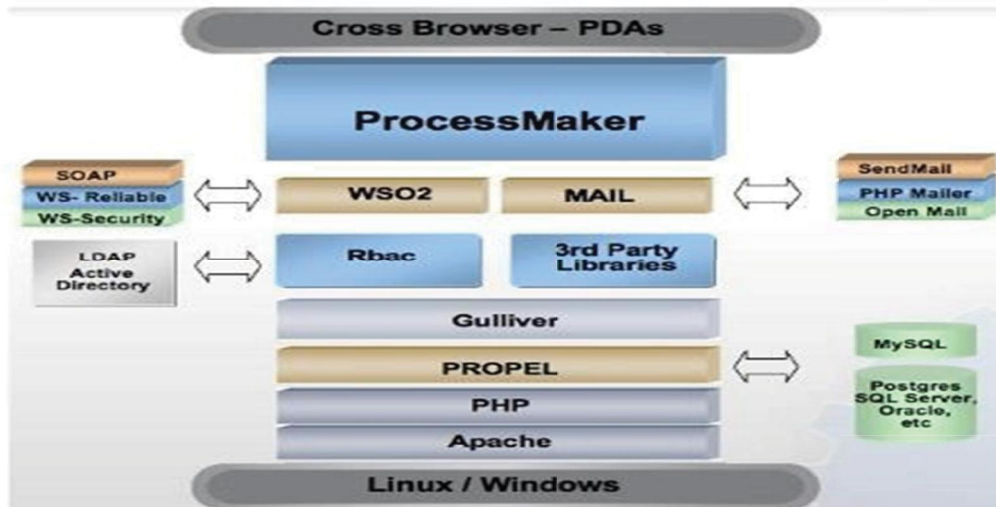 Cross Browser – PDAs
ProcessMaker
SOAP
WS- Reliable
WS-Security
WSO2
MAIL
SendMail
PHP Mailer
Open Mail
LDAP
Active
Directory
Rbac
3rd Party
Libraries
Gulliver
PROPEL
MySQL
Postgres
SQL Server,
Oracle,
etc
PHP
Apache
Linux / Windows